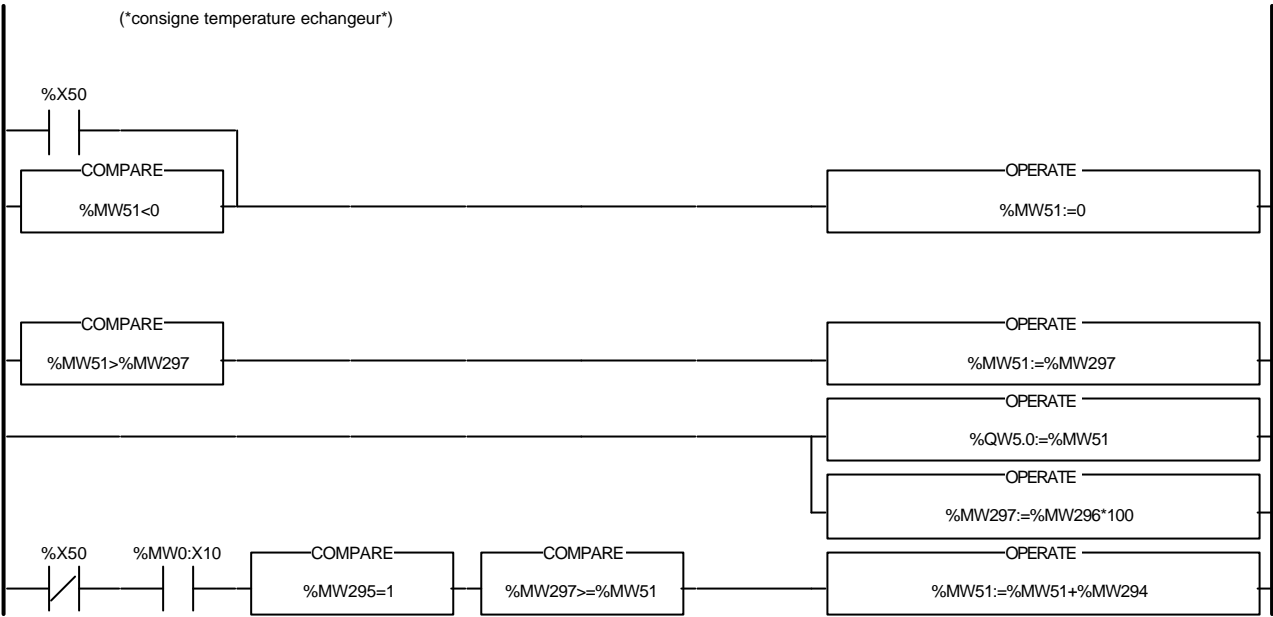 (*consigne temperature echangeur*)
%X50
COMPARE
%MW51<0
OPERATE
%MW51:=0
COMPARE
%MW51>%MW297
OPERATE
%MW51:=%MW297
OPERATE
%QW5.0:=%MW51
OPERATE
%MW297:=%MW296*100
%X50 %MW0:X10 COMPARE COMPARE OPERATE
%MW295=1 %MW297>=%MW51 %MW51:=%MW51+%MW294